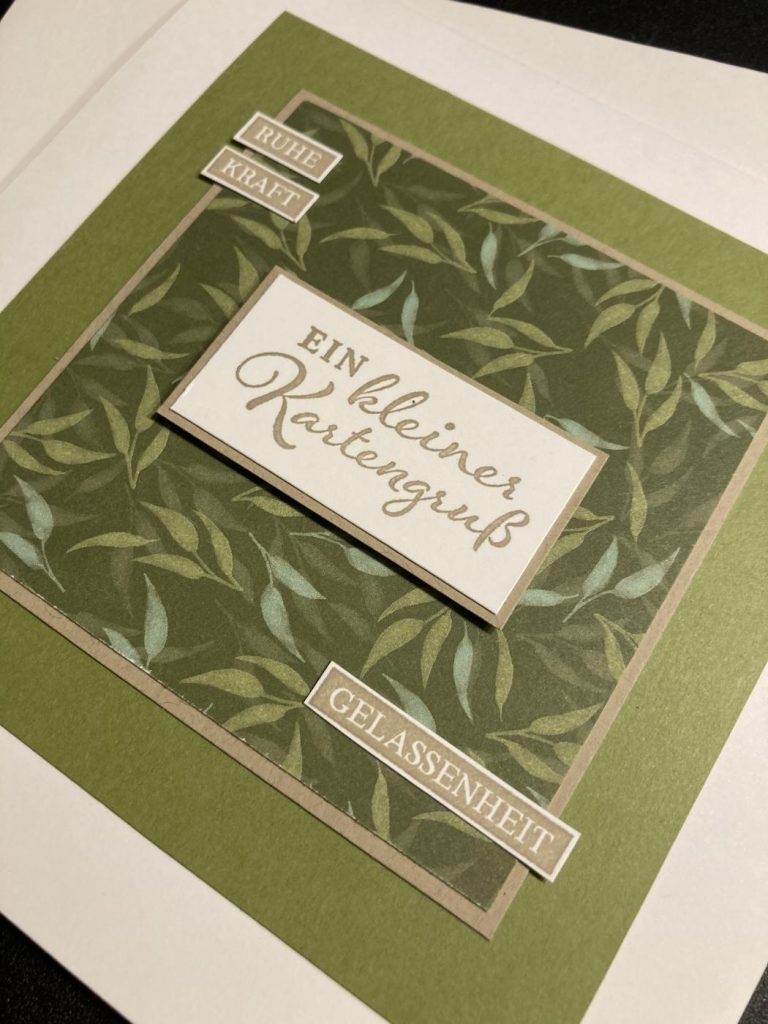 RUHE
KRAFT
EIN kleiner
Kartengruß
GELASSENHEIT